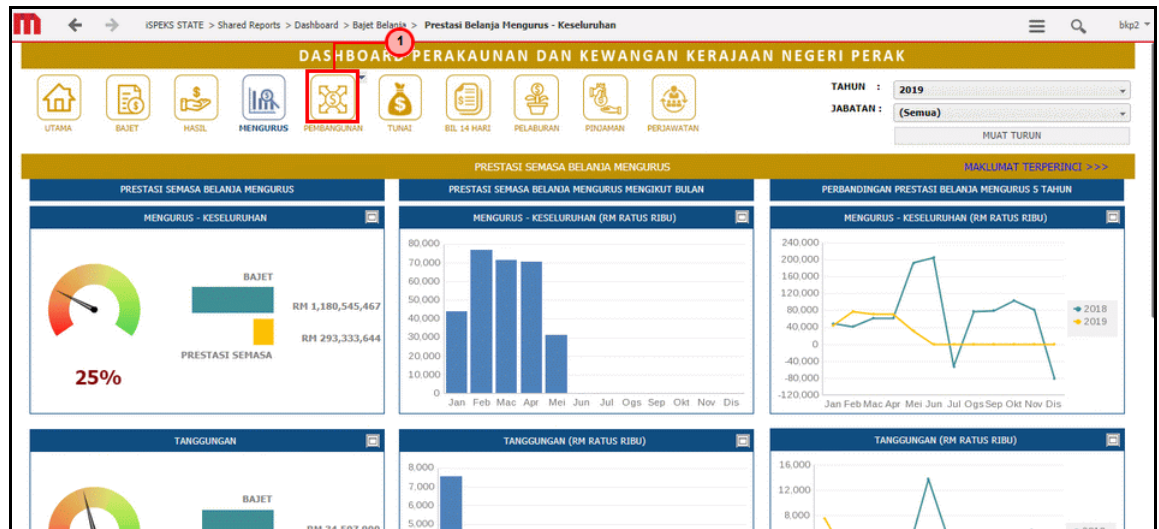 iSPEKS STATE > Shared Reports > Dashboard > Bajet Belanja > Prestasi Belanja Mengurus - Keseluruhan
bkp2
1
DASHBOARD PERAKAUNAN DAN KEWANGAN KERAJAAN NEGERI PERAK
UTAMA
BAJET
HASIL
MENGURUS
PEMBANGUNAN
TUNAI
BIL 14 HARI
PELABURAN
PINJAMAN
PERJAWATAN
TAHUN : 2019
JABATAN : (Semua)
MUAT TURUN
PRESTASI SEMASA BELANJA MENGURUS
MAKLUMAT TERPERINCI >>>
PRESTASI SEMASA BELANJA MENGURUS
MENGURUS - KESELURUHAN
BAJET
RM 1,180,545,467
RM 293,333,644
PRESTASI SEMASA
25%
PRESTASI SEMASA BELANJA MENGURUS MENGIKUT BULAN
MENGURUS - KESELURUHAN (RM RATUS RIBU)
80,000
70,000
60,000
50,000
40,000
30,000
20,000
10,000
0
Jan Feb Mac Apr Mei Jun Jul Ogs Sep Okt Nov Dis
PERBANDINGAN PRESTASI BELANJA MENGURUS 5 TAHUN
MENGURUS - KESELURUHAN (RM RATUS RIBU)
240,000
200,000
160,000
120,000
80,000
40,000
0
-40,000
-80,000
-120,000
Jan Feb Mac Apr Mei Jun Jul Ogs Sep Okt Nov Dis
2018
2019
TANGGUNGAN
BAJET
TANGGUNGAN (RM RATUS RIBU)
8,000
7,000
6,000
5,000
TANGGUNGAN (RM RATUS RIBU)
16,000
12,000
8,000